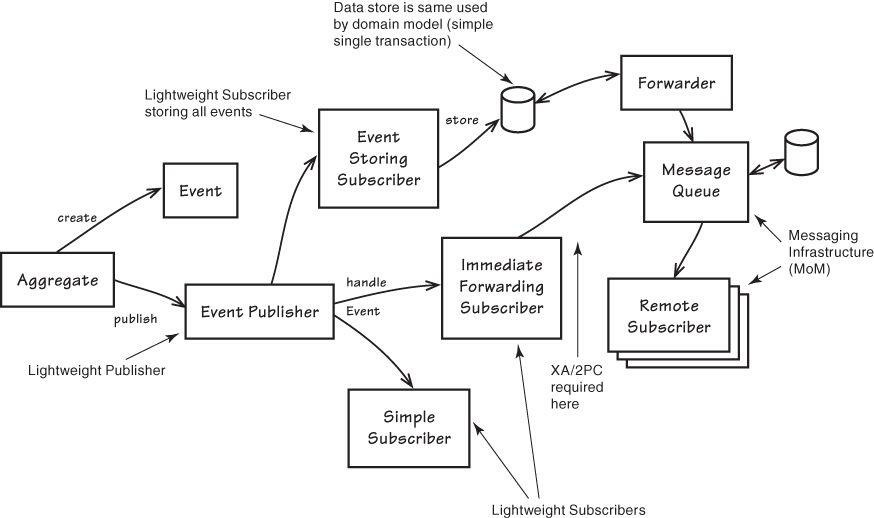 Data store is same used
by domain model (simple
single transaction)
Forwarder
Lightweight Subscriber
storing all events
Event
Storing
Subscriber
store
Message
Queue
Event
create
Messaging
Infrastructure
(MoM)
Aggregate
publish
Event Publisher
handle
Event
Immediate
Forwarding
Subscriber
Remote
Subscriber
Lightweight Publisher
XA/2PC
required
here
Simple
Subscriber
Lightweight Subscribers